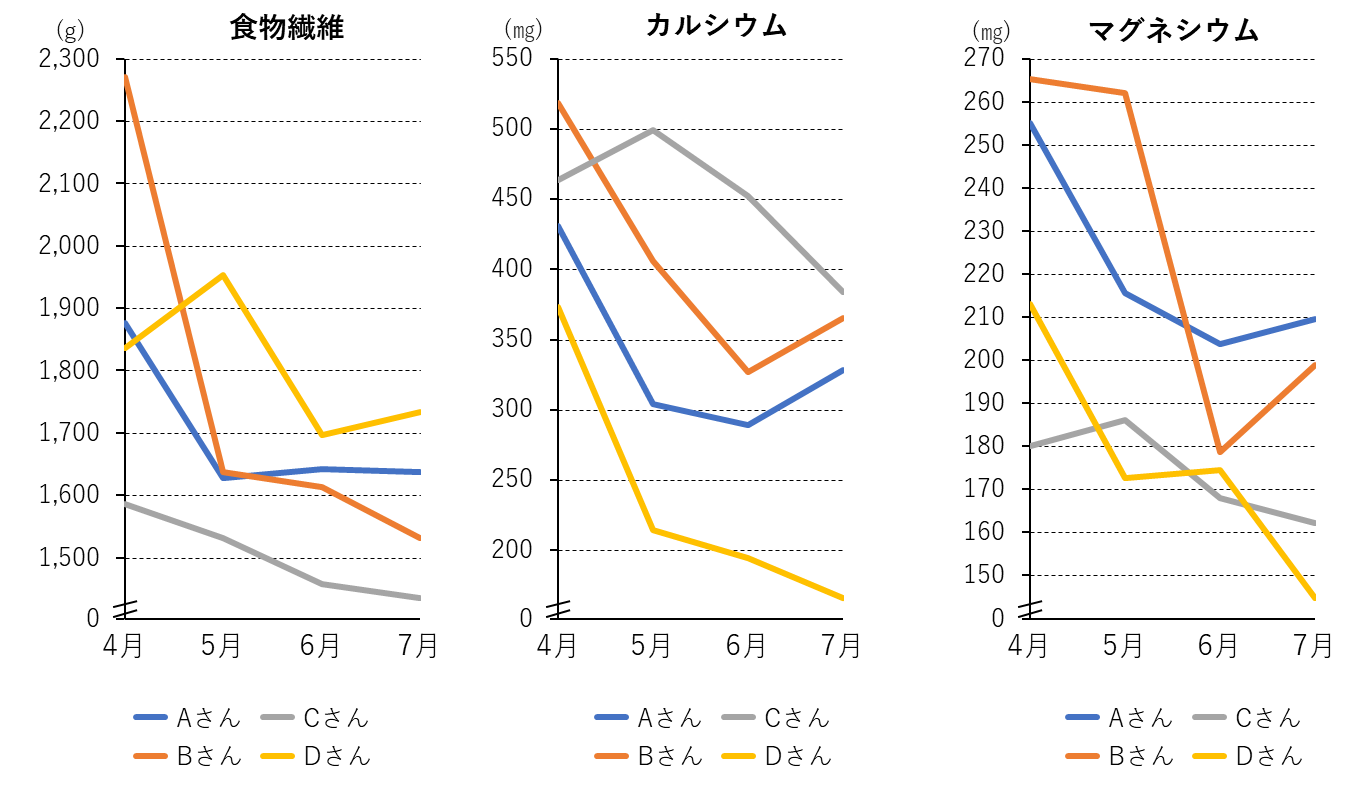 食物繊維
(g)
2,300
2,200
2,100
2,000
1,900
1,800
1,700
1,600
1,500
0
4月 5月 6月 7月
Aさん Cさん
Bさん Dさん
カルシウム
(㎎)
550
500
450
400
350
300
250
200
0
4月 5月 6月 7月
Aさん Cさん
Bさん Dさん
マグネシウム
(㎎)
270
260
250
240
230
220
210
200
190
180
170
160
150
0
4月 5月 6月 7月
Aさん Cさん
Bさん Dさん